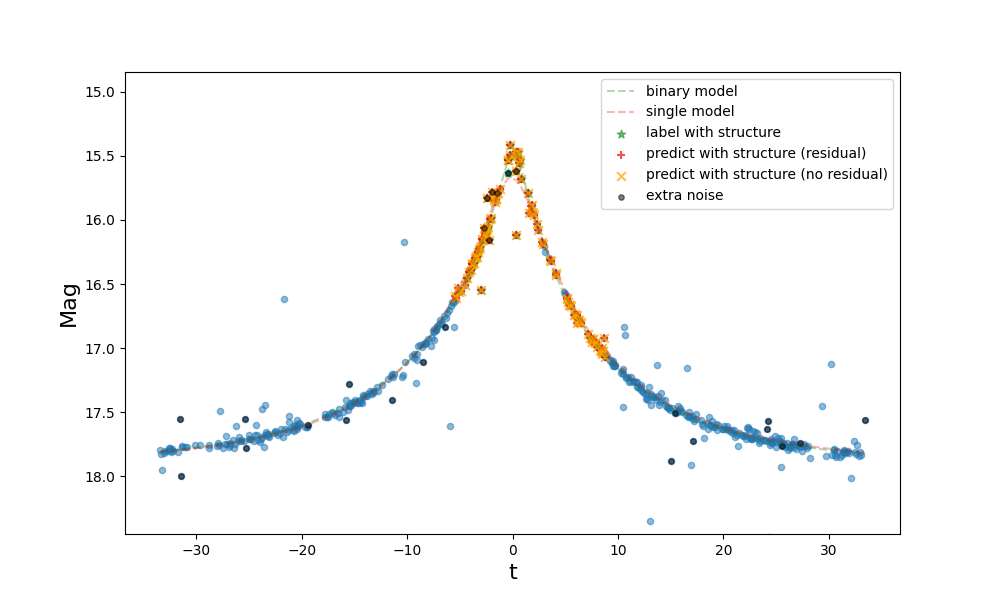 15.0
15.5
16.0
16.5
17.0
17.5
18.0
Mag
−30
−20
−10
0
10
20
30
t
binary model
single model
label with structure
predict with structure (residual)
predict with structure (no residual)
extra noise